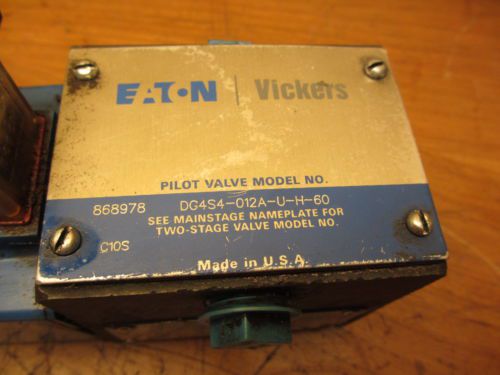 EATON | Vickers
PILOT VALVE MODEL NO.
868978 DG4S4-012A-U-H-60
SEE MAINSTAGE NAMEPLATE FOR
TWO-STAGE VALVE MODEL NO.
C10S
Made in U.S.A.